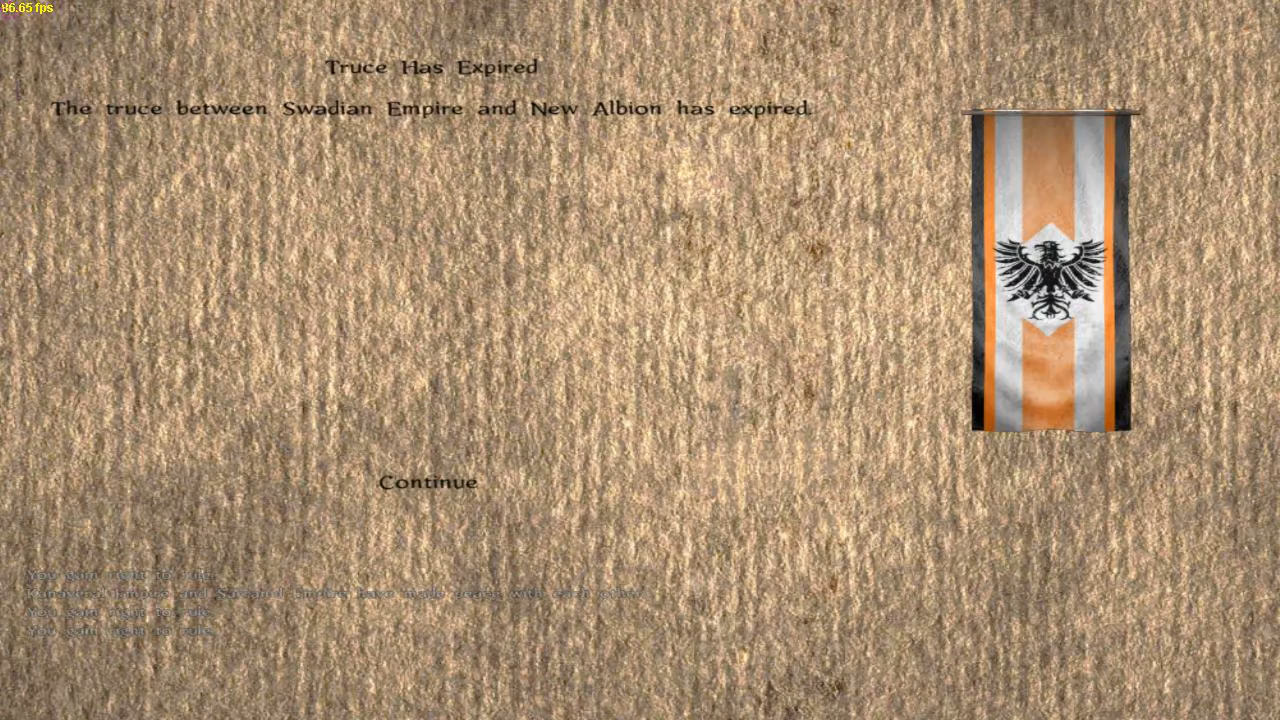 86.65 fps
Truce Has Expired
The truce between Swadian Empire and New Albion has expired.
Continue
You gain right to rule.
Empire and Sarranid Empire have made peace with each other.
You gain right to rule.
You gain right to rule.